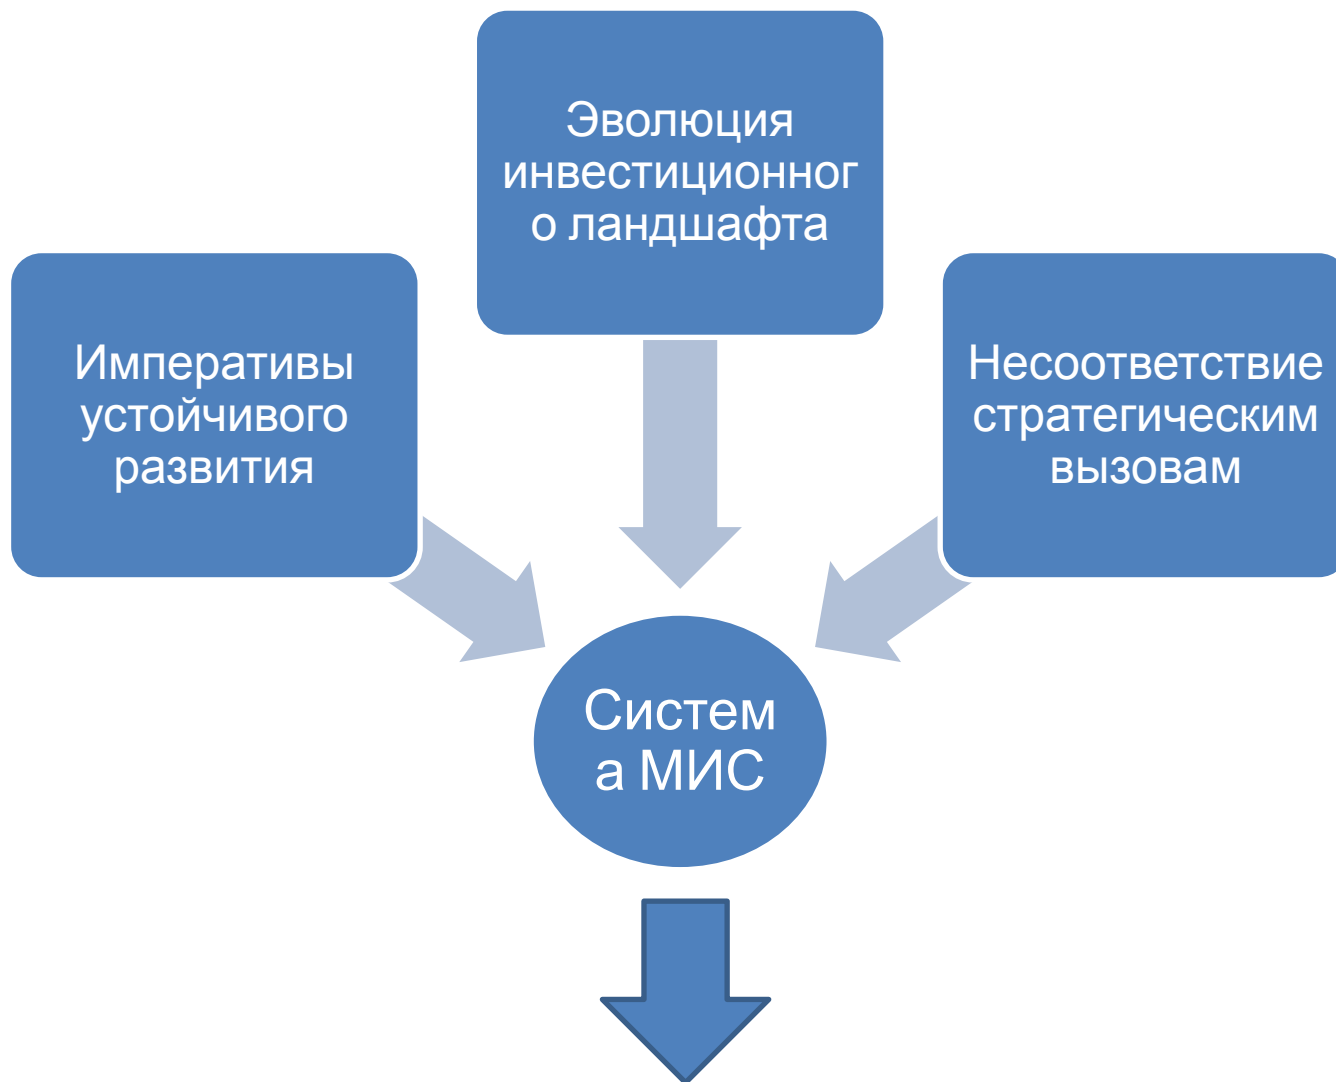 Эволюция
инвестиционног
о ландшафта
Императивы
устойчивого
развития
Несоответствие
стратегическим
вызовам
Систем
а МИС